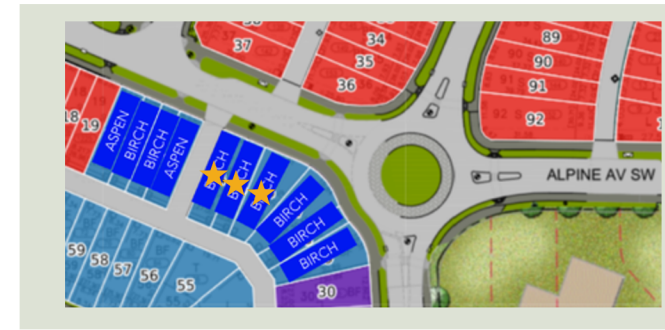 37
34
35
36
89
90
91
92
ALPINE AV SW
18
19
ASPEN
BIRCH
BIRCH
ASPEN
BIRCH
BIRCH
BIRCH
BIRCH
BIRCH
BIRCH
59
58
57
56
55
30